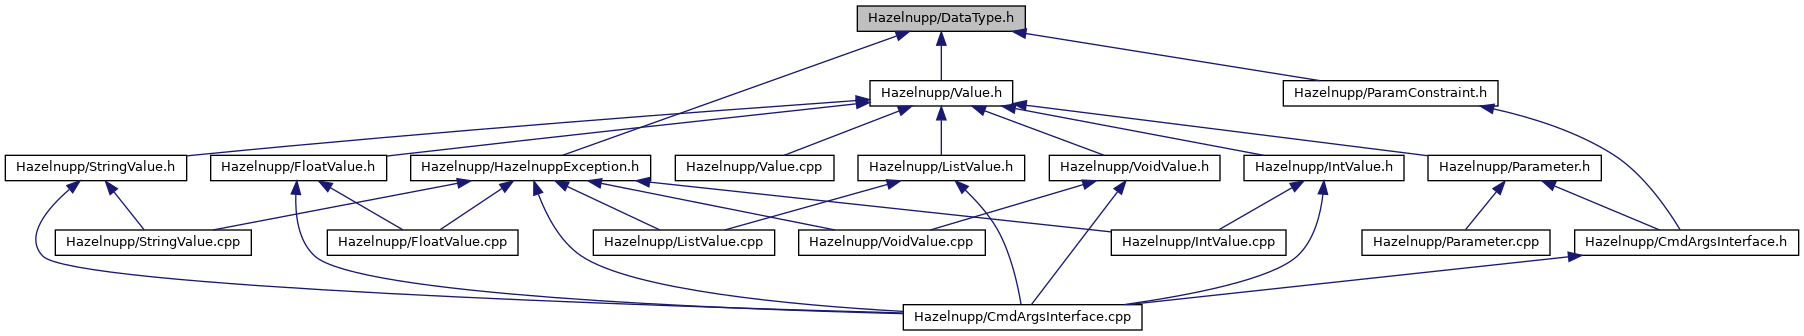 Hazelnupp/DataType.h
Hazelnupp/Value.h
Hazelnupp/ParamConstraint.h
Hazelnupp/StringValue.h
Hazelnupp/FloatValue.h
Hazelnupp/HazelnuppException.h
Hazelnupp/Value.cpp
Hazelnupp/ListValue.h
Hazelnupp/VoidValue.h
Hazelnupp/IntValue.h
Hazelnupp/Parameter.h
Hazelnupp/StringValue.cpp
Hazelnupp/FloatValue.cpp
Hazelnupp/ListValue.cpp
Hazelnupp/VoidValue.cpp
Hazelnupp/IntValue.cpp
Hazelnupp/Parameter.cpp
Hazelnupp/CmdArgsInterface.h
Hazelnupp/CmdArgsInterface.cpp